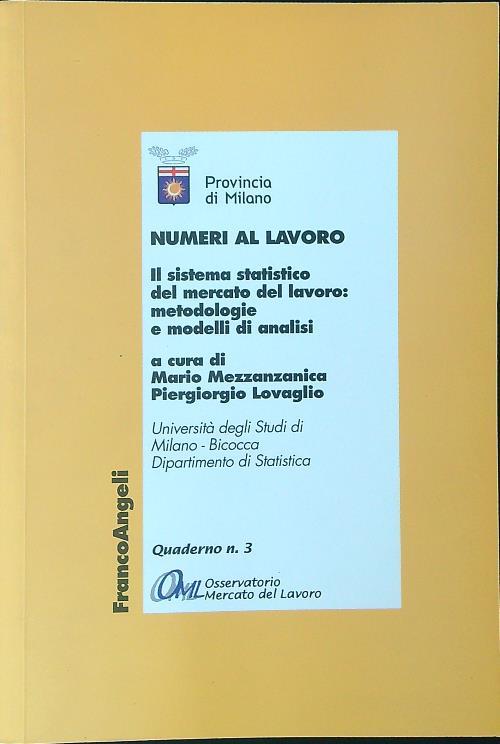 Provincia
di Milano
NUMERI AL LAVORO
Il sistema statistico
del mercato del lavoro:
metodologie
e modelli di analisi
a cura di
Mario Mezzanzanica
Piergiorgio Lovaglio
Università degli Studi di
Milano - Bicocca
Dipartimento di Statistica
Quaderno n. 3
OML Osservatorio
Mercato del Lavoro
FrancoAngeli